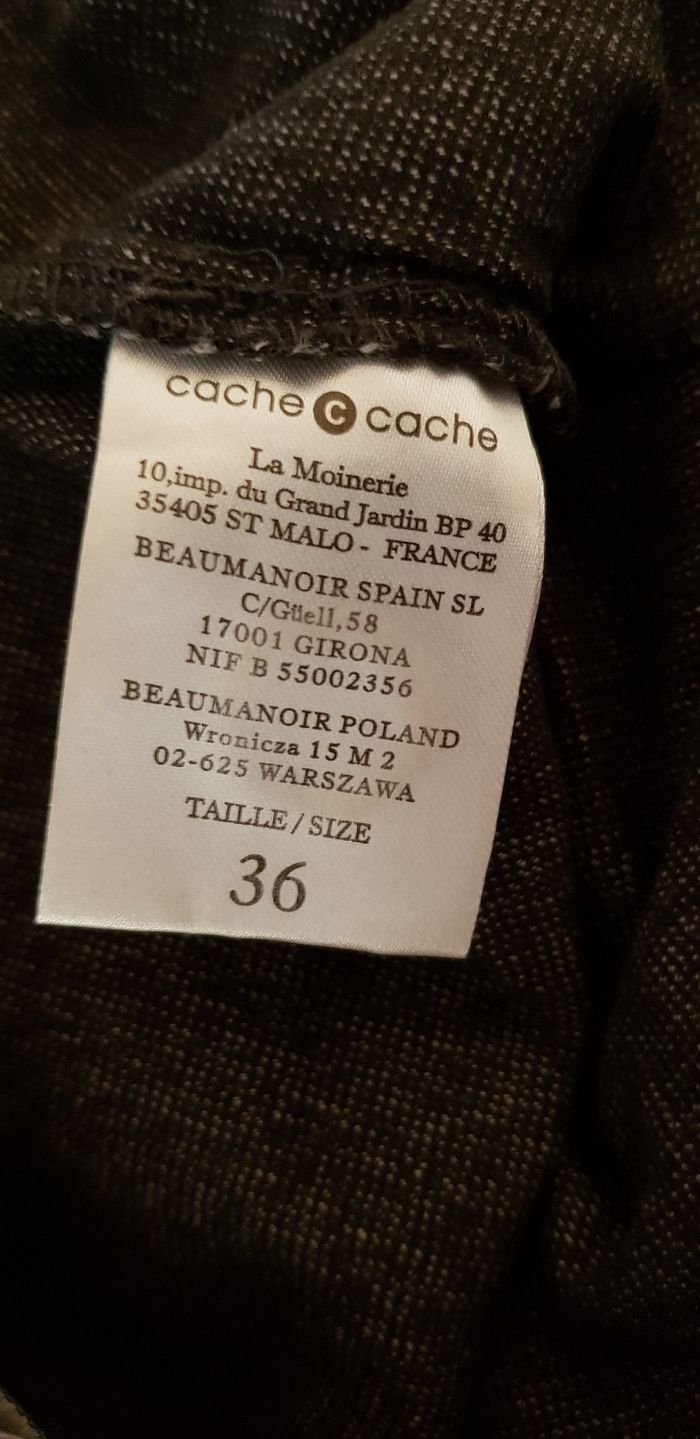 cache c cache
La Moinerie
10,imp. du Grand Jardin BP 40
35405 ST MALO - FRANCE
BEAUMANOIR SPAIN SL
C/Güell,58
17001 GIRONA
NIF B 55002356
BEAUMANOIR POLAND
Wronicza 15 M 2
02-625 WARSZAWA
TAILLE / SIZE
36